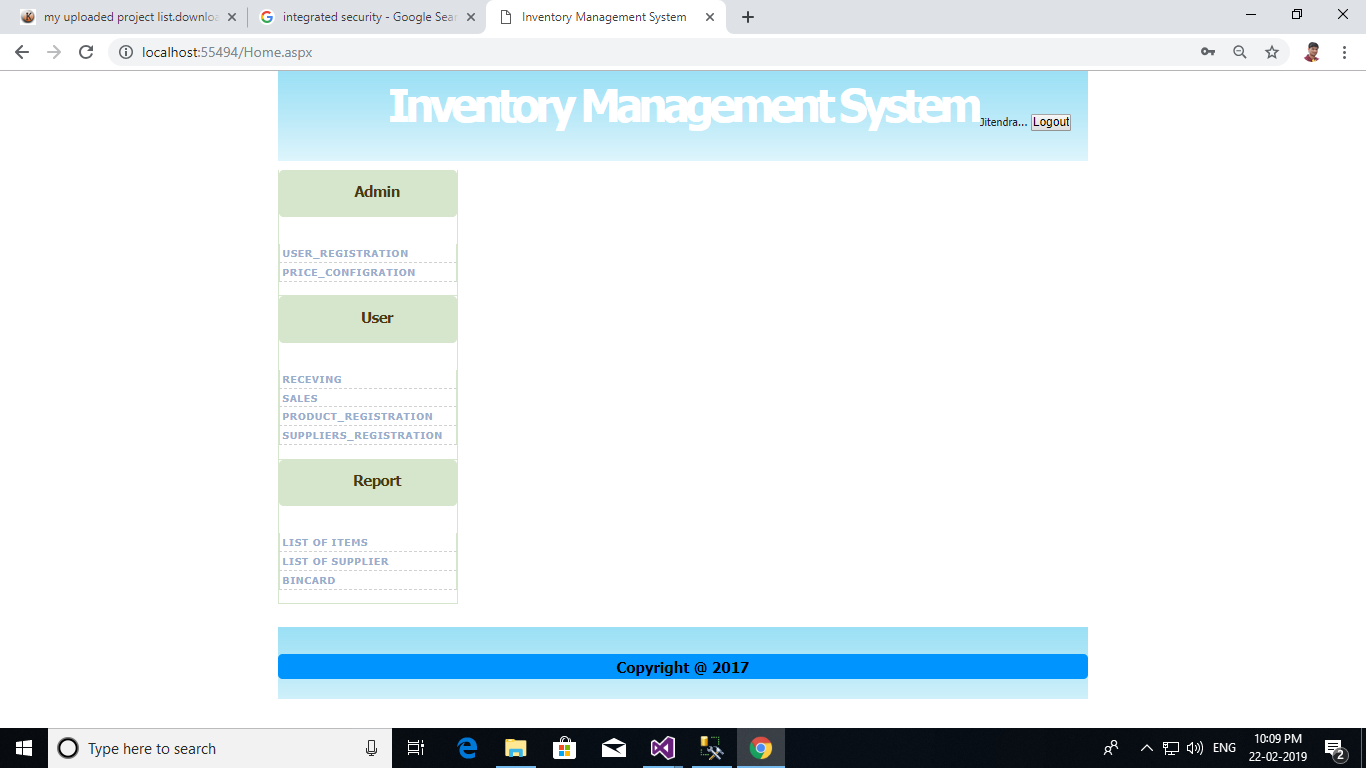 my uploaded project list.downloa
integrated security - Google Sear
Inventory Management System
localhost:55494/Home.aspx
Inventory Management System
Jitendra... Logout
Admin
USER_REGISTRATION
PRICE_CONFIGRATION
User
RECEVING
SALES
PRODUCT_REGISTRATION
SUPPLIERS_REGISTRATION
Report
LIST OF ITEMS
LIST OF SUPPLIER
BINCARD
Copyright @ 2017
Type here to search
ENG
10:09 PM
22-02-2019
2